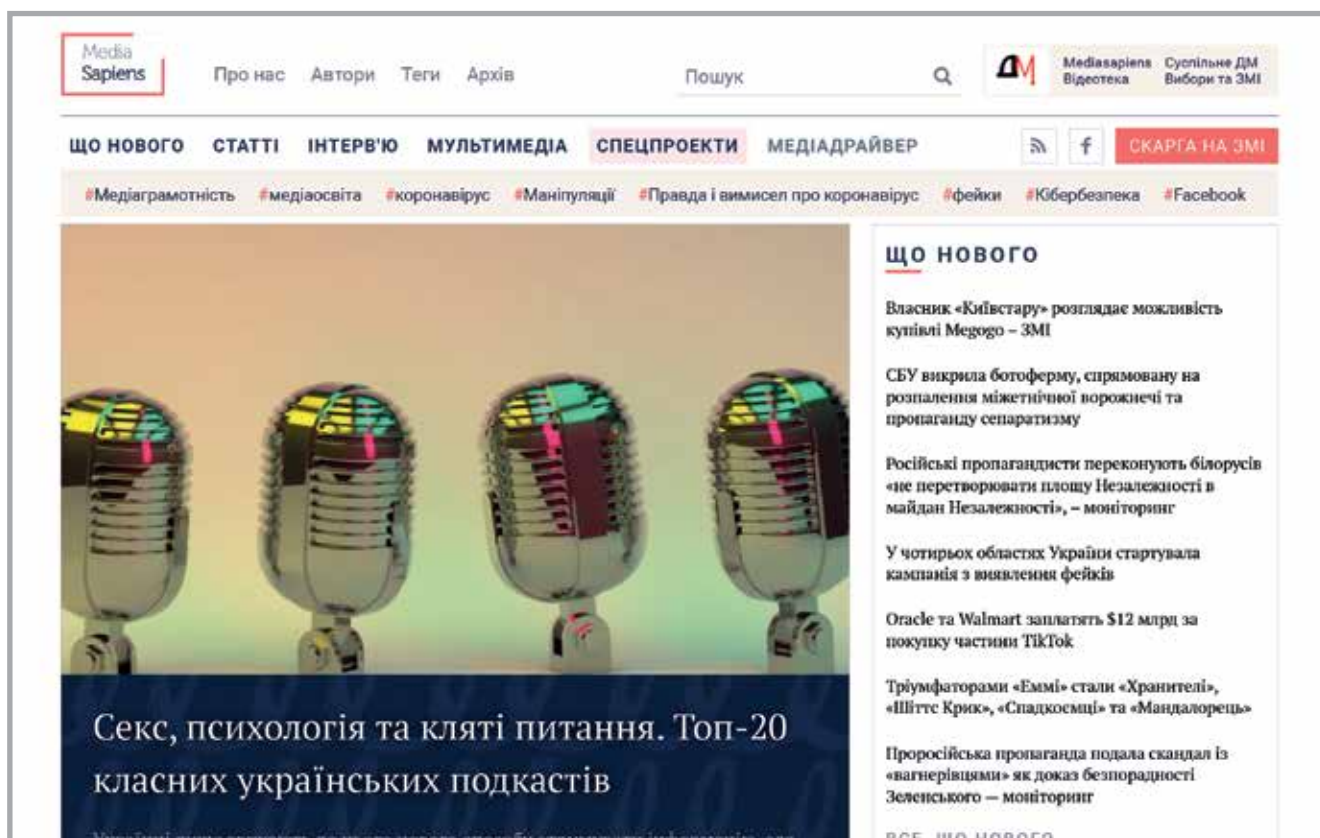 Media
Sapiens
Про нас Автори Теги Архів
Пошук
ДМ
Mediasapiens Суспільне ДМ
Відеотека Вибори та ЗМІ
ЩО НОВОГО СТАТТІ ІНТЕРВ'Ю МУЛЬТИМЕДІА СПЕЦПРОЕКТИ МЕДІАДРАЙВЕР
f СКАРГА НА ЗМІ
#Медіаграмотність #медіаосвіта #коронавірус #Маніпуляції #Правда і вимисел про коронавірус #фейки #Кібербезпека #Facebook
Секс, психологія та кляті питання. Топ-20
класних українських подкастів
ЩО НОВОГО
Власник «Київстару» розглядає можливість
купівлі Megogo – ЗМІ
СБУ викрила ботоферму, спрямовану на
розпалення міжетнічної ворожнечі та
пропаганду сепаратизму
Російські пропагандисти переконують білорусів
«не перетворювати площу Незалежності в
майдан Незалежності», – моніторинг
У чотирьох областях України стартувала
кампанія з виявлення фейків
Oracle та Walmart заплатять $12 млрд за
покупку частини TikTok
Тріумфаторами «Еммі» стали «Хранителі»,
«Шіттс Крик», «Спадкоємці» та «Мандалорець»
Проросійська пропаганда подала скандал із
«вагнерівцями» як доказ безпорадності
Зеленського — моніторинг
ВСЕ, ЩО НОВОГО